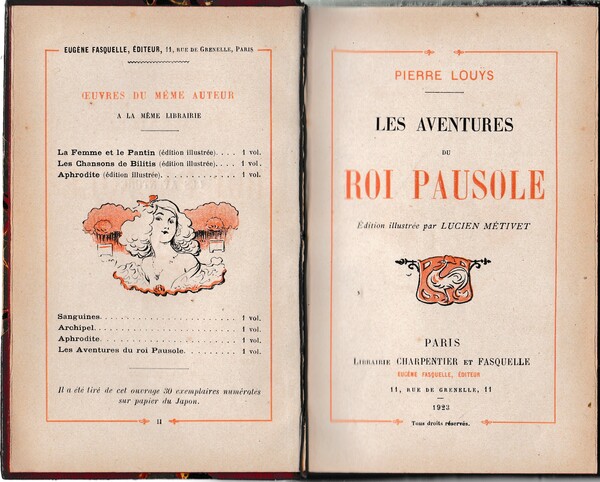 EUGÈNE FASQUELLE, ÉDITEUR, 11, RUE DE GRENELLE, PARIS
ŒUVRES DU MÊME AUTEUR
A LA MÊME LIBRAIRIE
La Femme et le Pantin (édition illustrée). . . . 1 vol.
Les Chansons de Bilitis (édition illustrée). . . . 1 vol.
Aphrodite (édition illustrée). . . . . . . . . . . 1 vol.
Sanguines. . . . . . . . . . . . . . . . . . . 1 vol.
Archipel. . . . . . . . . . . . . . . . . . . . 1 vol.
Aphrodite. . . . . . . . . . . . . . . . . . . 1 vol.
Les Aventures du roi Pausole. . . . . . . . . 1 vol.
Il a été tiré de cet ouvrage 30 exemplaires numérotés
sur papier du Japon.
II
PIERRE LOUŸS
LES AVENTURES
DU
ROI PAUSOLE
Édition illustrée par LUCIEN MÉTIVET
PARIS
LIBRAIRIE CHARPENTIER ET FASQUELLE
EUGÈNE FASQUELLE, ÉDITEUR
11, RUE DE GRENELLE, 11
1923
Tous droits réservés.